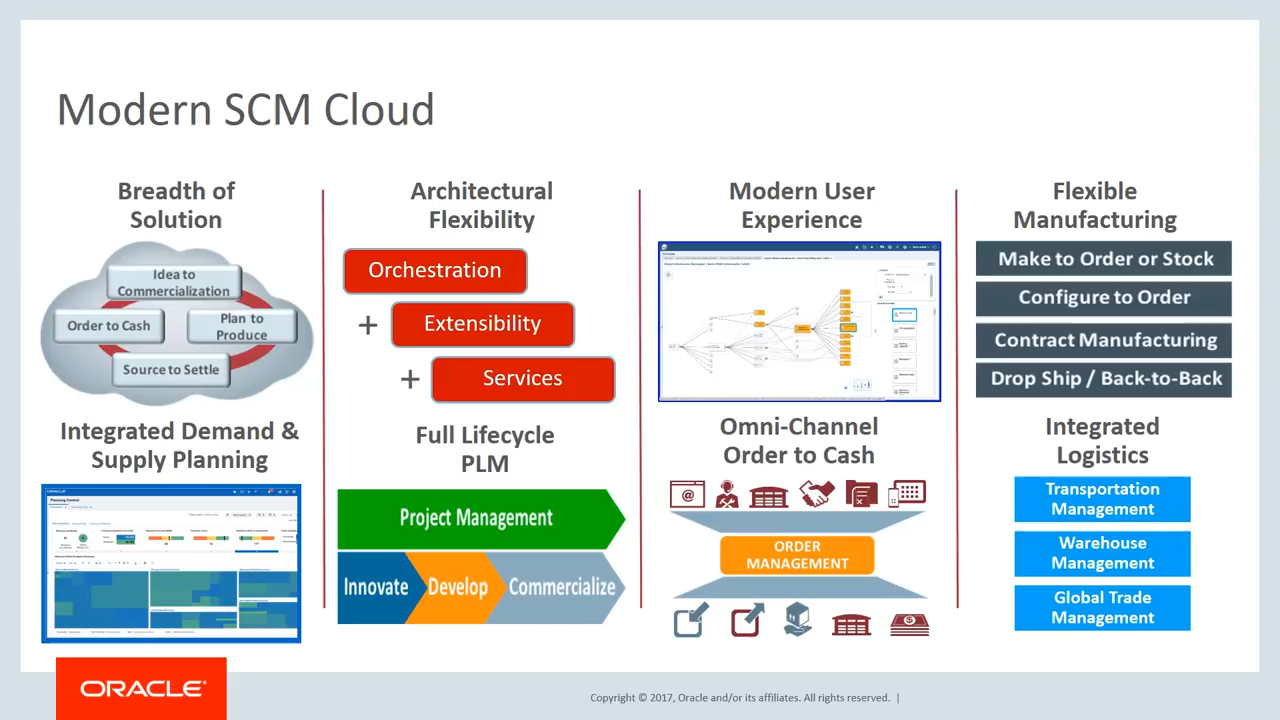 Modern SCM Cloud
Breadth of
Solution
Idea to
Commercialization
Order to Cash
Plan to
Produce
Source to Settle
Integrated Demand &
Supply Planning
ORACLE
Planning Central
Architectural
Flexibility
Orchestration
+ Extensibility
+ Services
Full Lifecycle
PLM
Project Management
Innovate
Develop
Commercialize
Modern User
Experience
Omni-Channel
Order to Cash
@
ORDER
MANAGEMENT
$
Flexible
Manufacturing
Make to Order or Stock
Configure to Order
Contract Manufacturing
Drop Ship / Back-to-Back
Integrated
Logistics
Transportation
Management
Warehouse
Management
Global Trade
Management
ORACLE®
Copyright © 2017, Oracle and/or its affiliates. All rights reserved. |